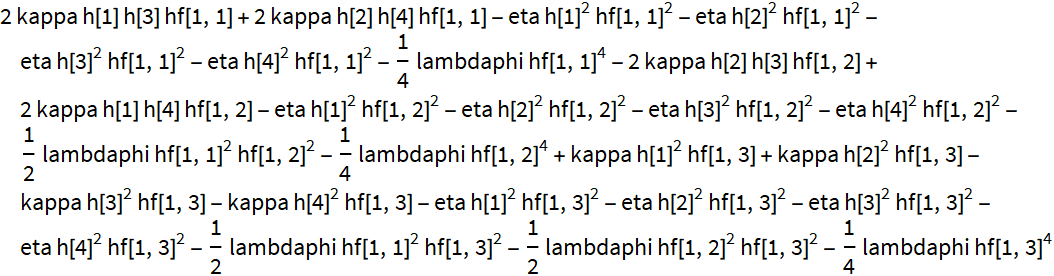 2 kappa h[1] h[3] hf[1, 1] + 2 kappa h[2] h[4] hf[1, 1] – eta h[1]² hf[1, 1]² – eta h[2]² hf[1, 1]² –
eta h[3]² hf[1, 1]² – eta h[4]² hf[1, 1]² – 1/4 lambdaphi hf[1, 1]⁴ – 2 kappa h[2] h[3] hf[1, 2] +
2 kappa h[1] h[4] hf[1, 2] – eta h[1]² hf[1, 2]² – eta h[2]² hf[1, 2]² – eta h[3]² hf[1, 2]² – eta h[4]² hf[1, 2]² –
1/2 lambdaphi hf[1, 1]² hf[1, 2]² – 1/4 lambdaphi hf[1, 2]⁴ + kappa h[1]² hf[1, 3] + kappa h[2]² hf[1, 3] –
kappa h[3]² hf[1, 3] – kappa h[4]² hf[1, 3] – eta h[1]² hf[1, 3]² – eta h[2]² hf[1, 3]² – eta h[3]² hf[1, 3]² –
eta h[4]² hf[1, 3]² – 1/2 lambdaphi hf[1, 1]² hf[1, 3]² – 1/2 lambdaphi hf[1, 2]² hf[1, 3]² – 1/4 lambdaphi hf[1, 3]⁴